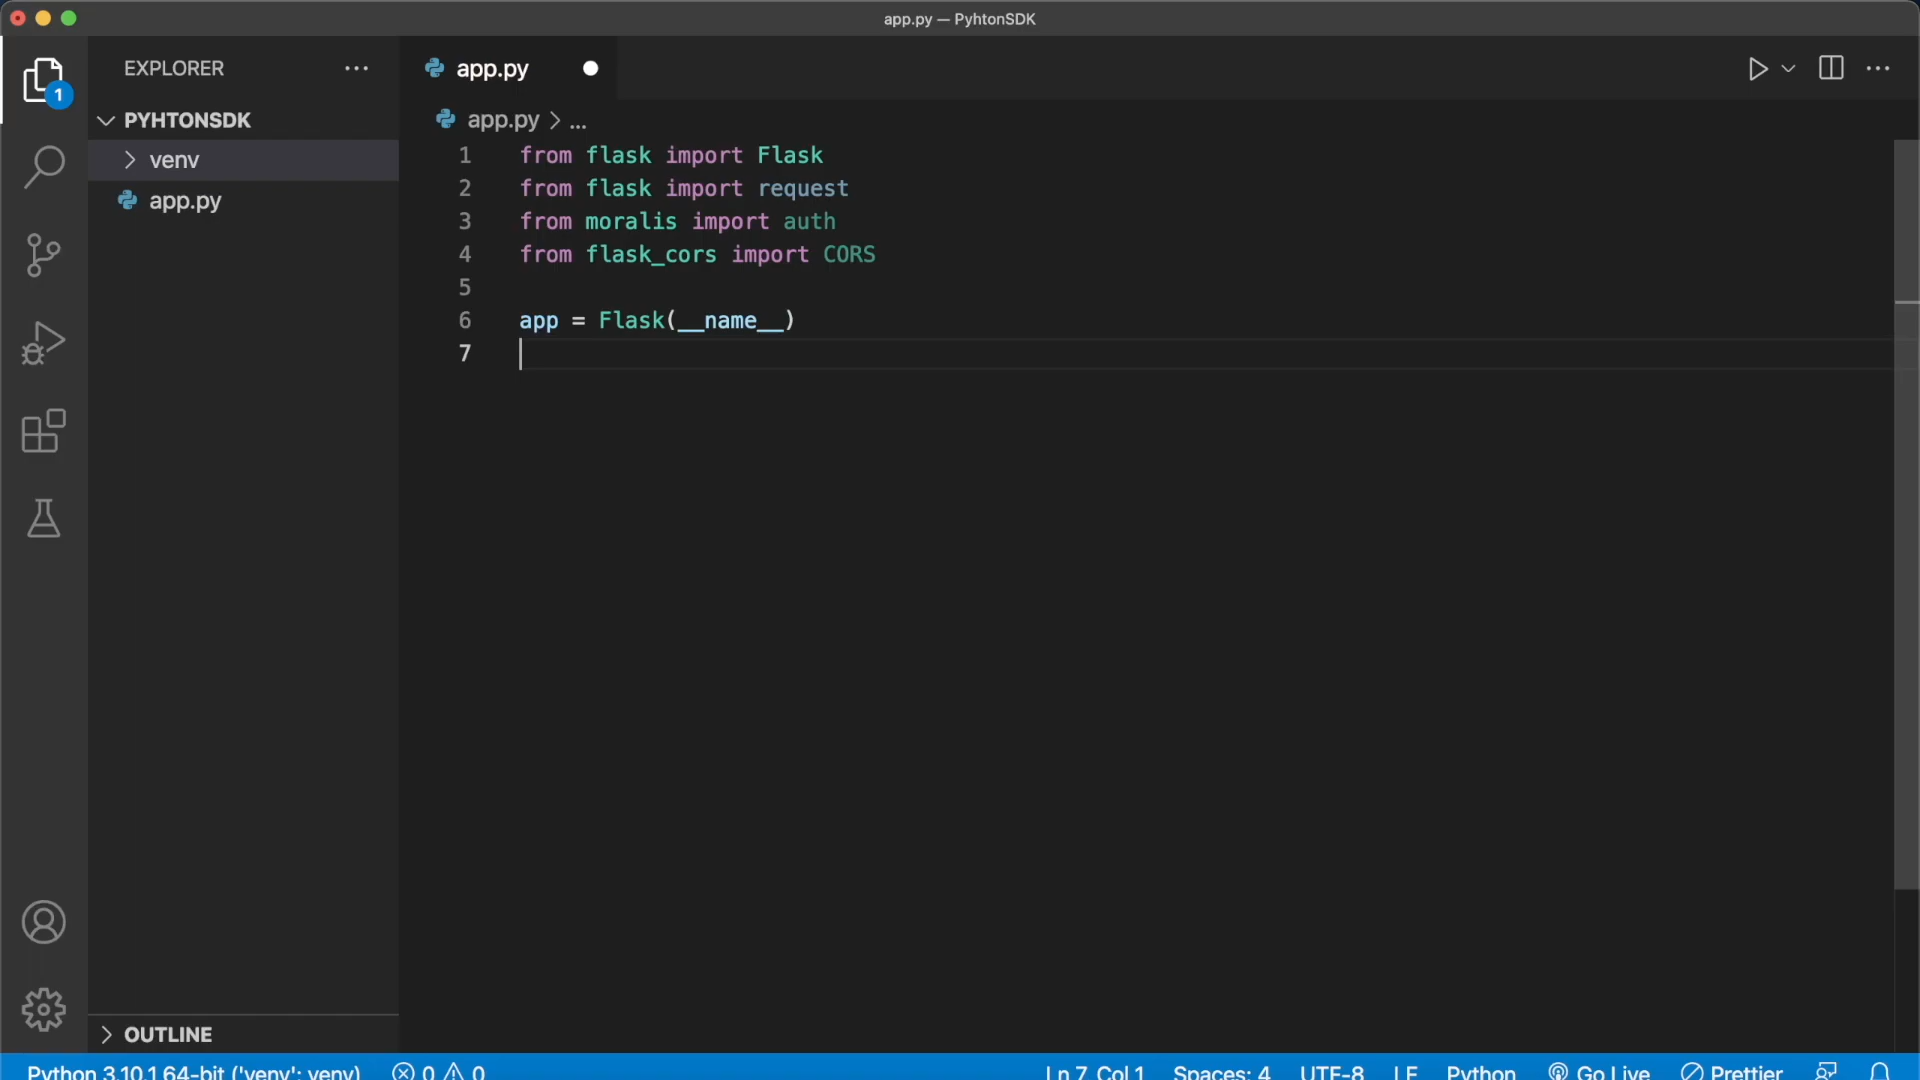 app.py — PyhtonSDK
EXPLORER
1
PYHTONSDK
venv
app.py
app.py
app.py > ...
1 from flask import Flask
2 from flask import request
3 from moralis import auth
4 from flask_cors import CORS
5
6 app = Flask(__name__)
7
OUTLINE
Python 3.10.1 64-bit ('venv': venv) 0 0 Ln 7, Col 1 Spaces: 4 UTF-8 LF Python Go Live Prettier